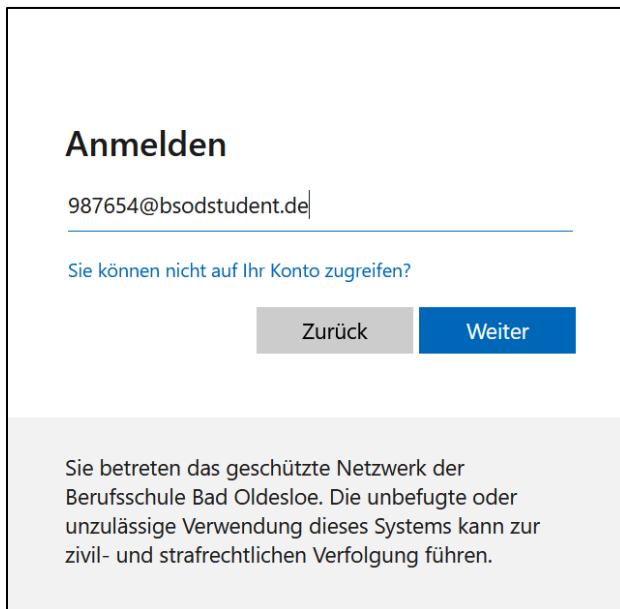 Anmelden
987654@bsodstudent.de
Sie können nicht auf Ihr Konto zugreifen?
Zurück
Weiter
Sie betreten das geschützte Netzwerk der
Berufsschule Bad Oldesloe. Die unbefugte oder
unzulässige Verwendung dieses Systems kann zur
zivil- und strafrechtlichen Verfolgung führen.